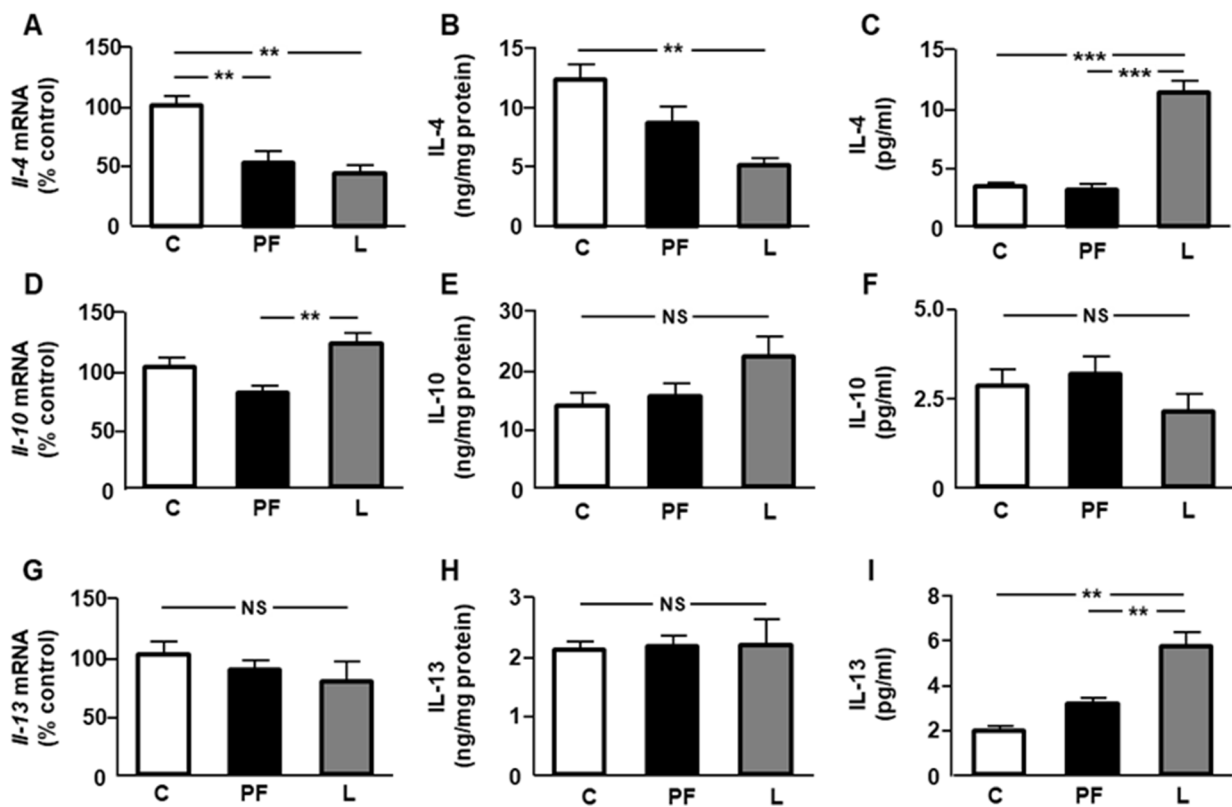 A
Il-4 mRNA
(% control)
150
100
50
0
**
**
C PF L
B
IL-4
(ng/mg protein)
15
10
5
0
**
C PF L
C
IL-4
(pg/ml)
15
10
5
0
***
***
C PF L
D
Il-10 mRNA
(% control)
150
100
50
0
**
C PF L
E
IL-10
(ng/mg protein)
30
20
10
0
NS
C PF L
F
IL-10
(pg/ml)
5.0
2.5
0
NS
C PF L
G
Il-13 mRNA
(% control)
150
100
50
0
NS
C PF L
H
IL-13
(ng/mg protein)
3
2
1
0
NS
C PF L
I
IL-13
(pg/ml)
8
6
4
2
0
**
**
C PF L